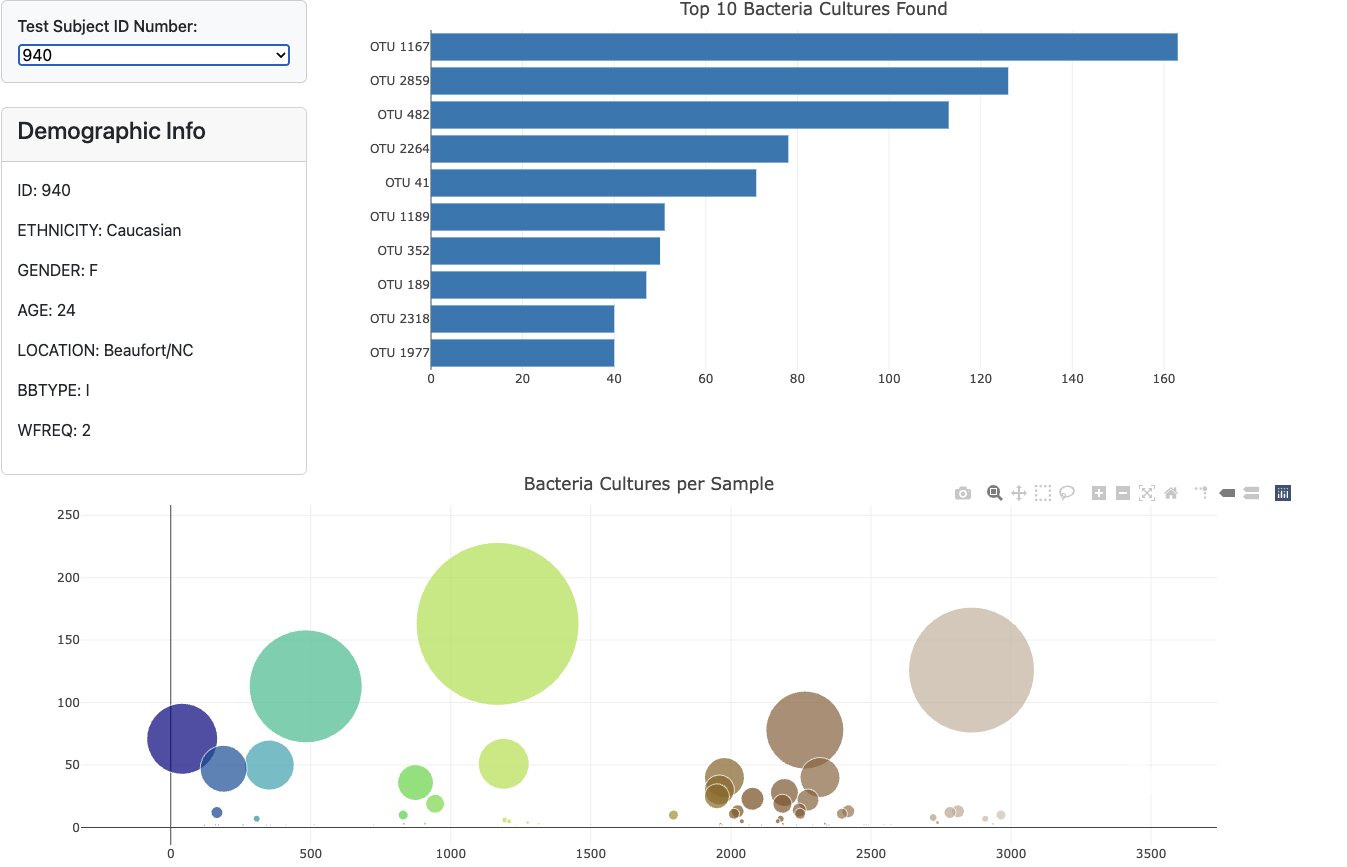 Test Subject ID Number:
940
Demographic Info
ID: 940
ETHNICITY: Caucasian
GENDER: F
AGE: 24
LOCATION: Beaufort/NC
BBTYPE: I
WFREQ: 2
Top 10 Bacteria Cultures Found
OTU 1167
OTU 2859
OTU 482
OTU 2264
OTU 41
OTU 1189
OTU 352
OTU 189
OTU 2318
OTU 1977
0 20 40 60 80 100 120 140 160
Bacteria Cultures per Sample
250
200
150
100
50
0
0 500 1000 1500 2000 2500 3000 3500